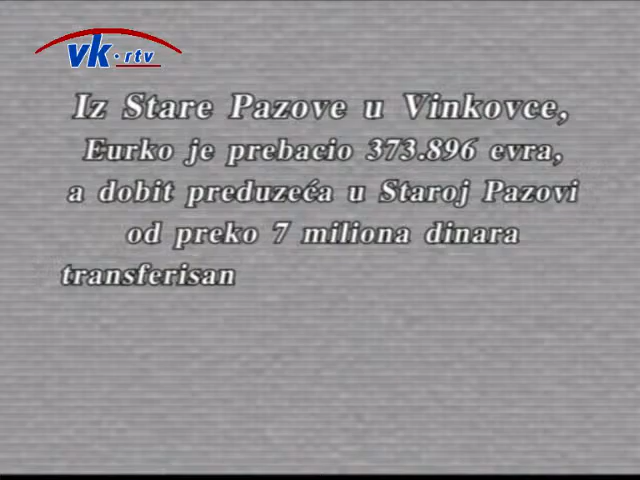 vk·rtv
Iz Stare Pazove u Vinkovce,
Eurko je prebacio 373.896 evra,
a dobit preduzeća u Staroj Pazovi
od preko 7 miliona dinara
transferisan